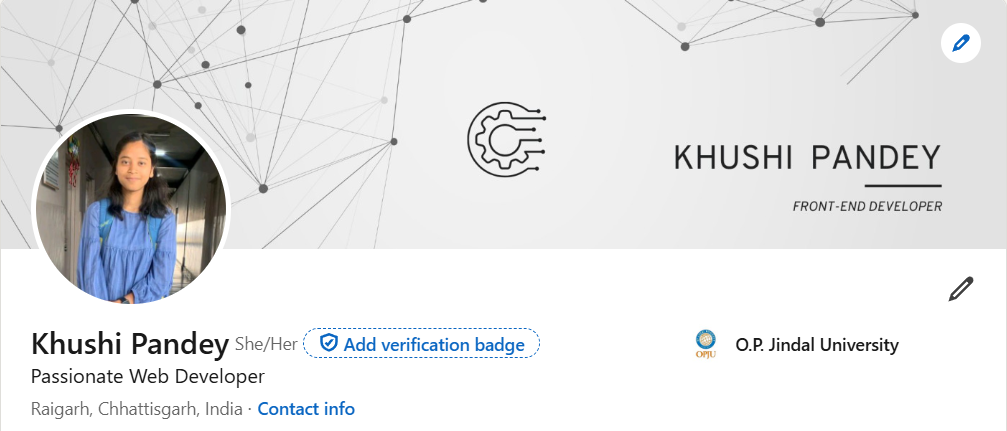 KHUSHI PANDEY
FRONT-END DEVELOPER
Khushi Pandey She/Her Add verification badge
OPJU O.P. Jindal University
Passionate Web Developer
Raigarh, Chhattisgarh, India · Contact info